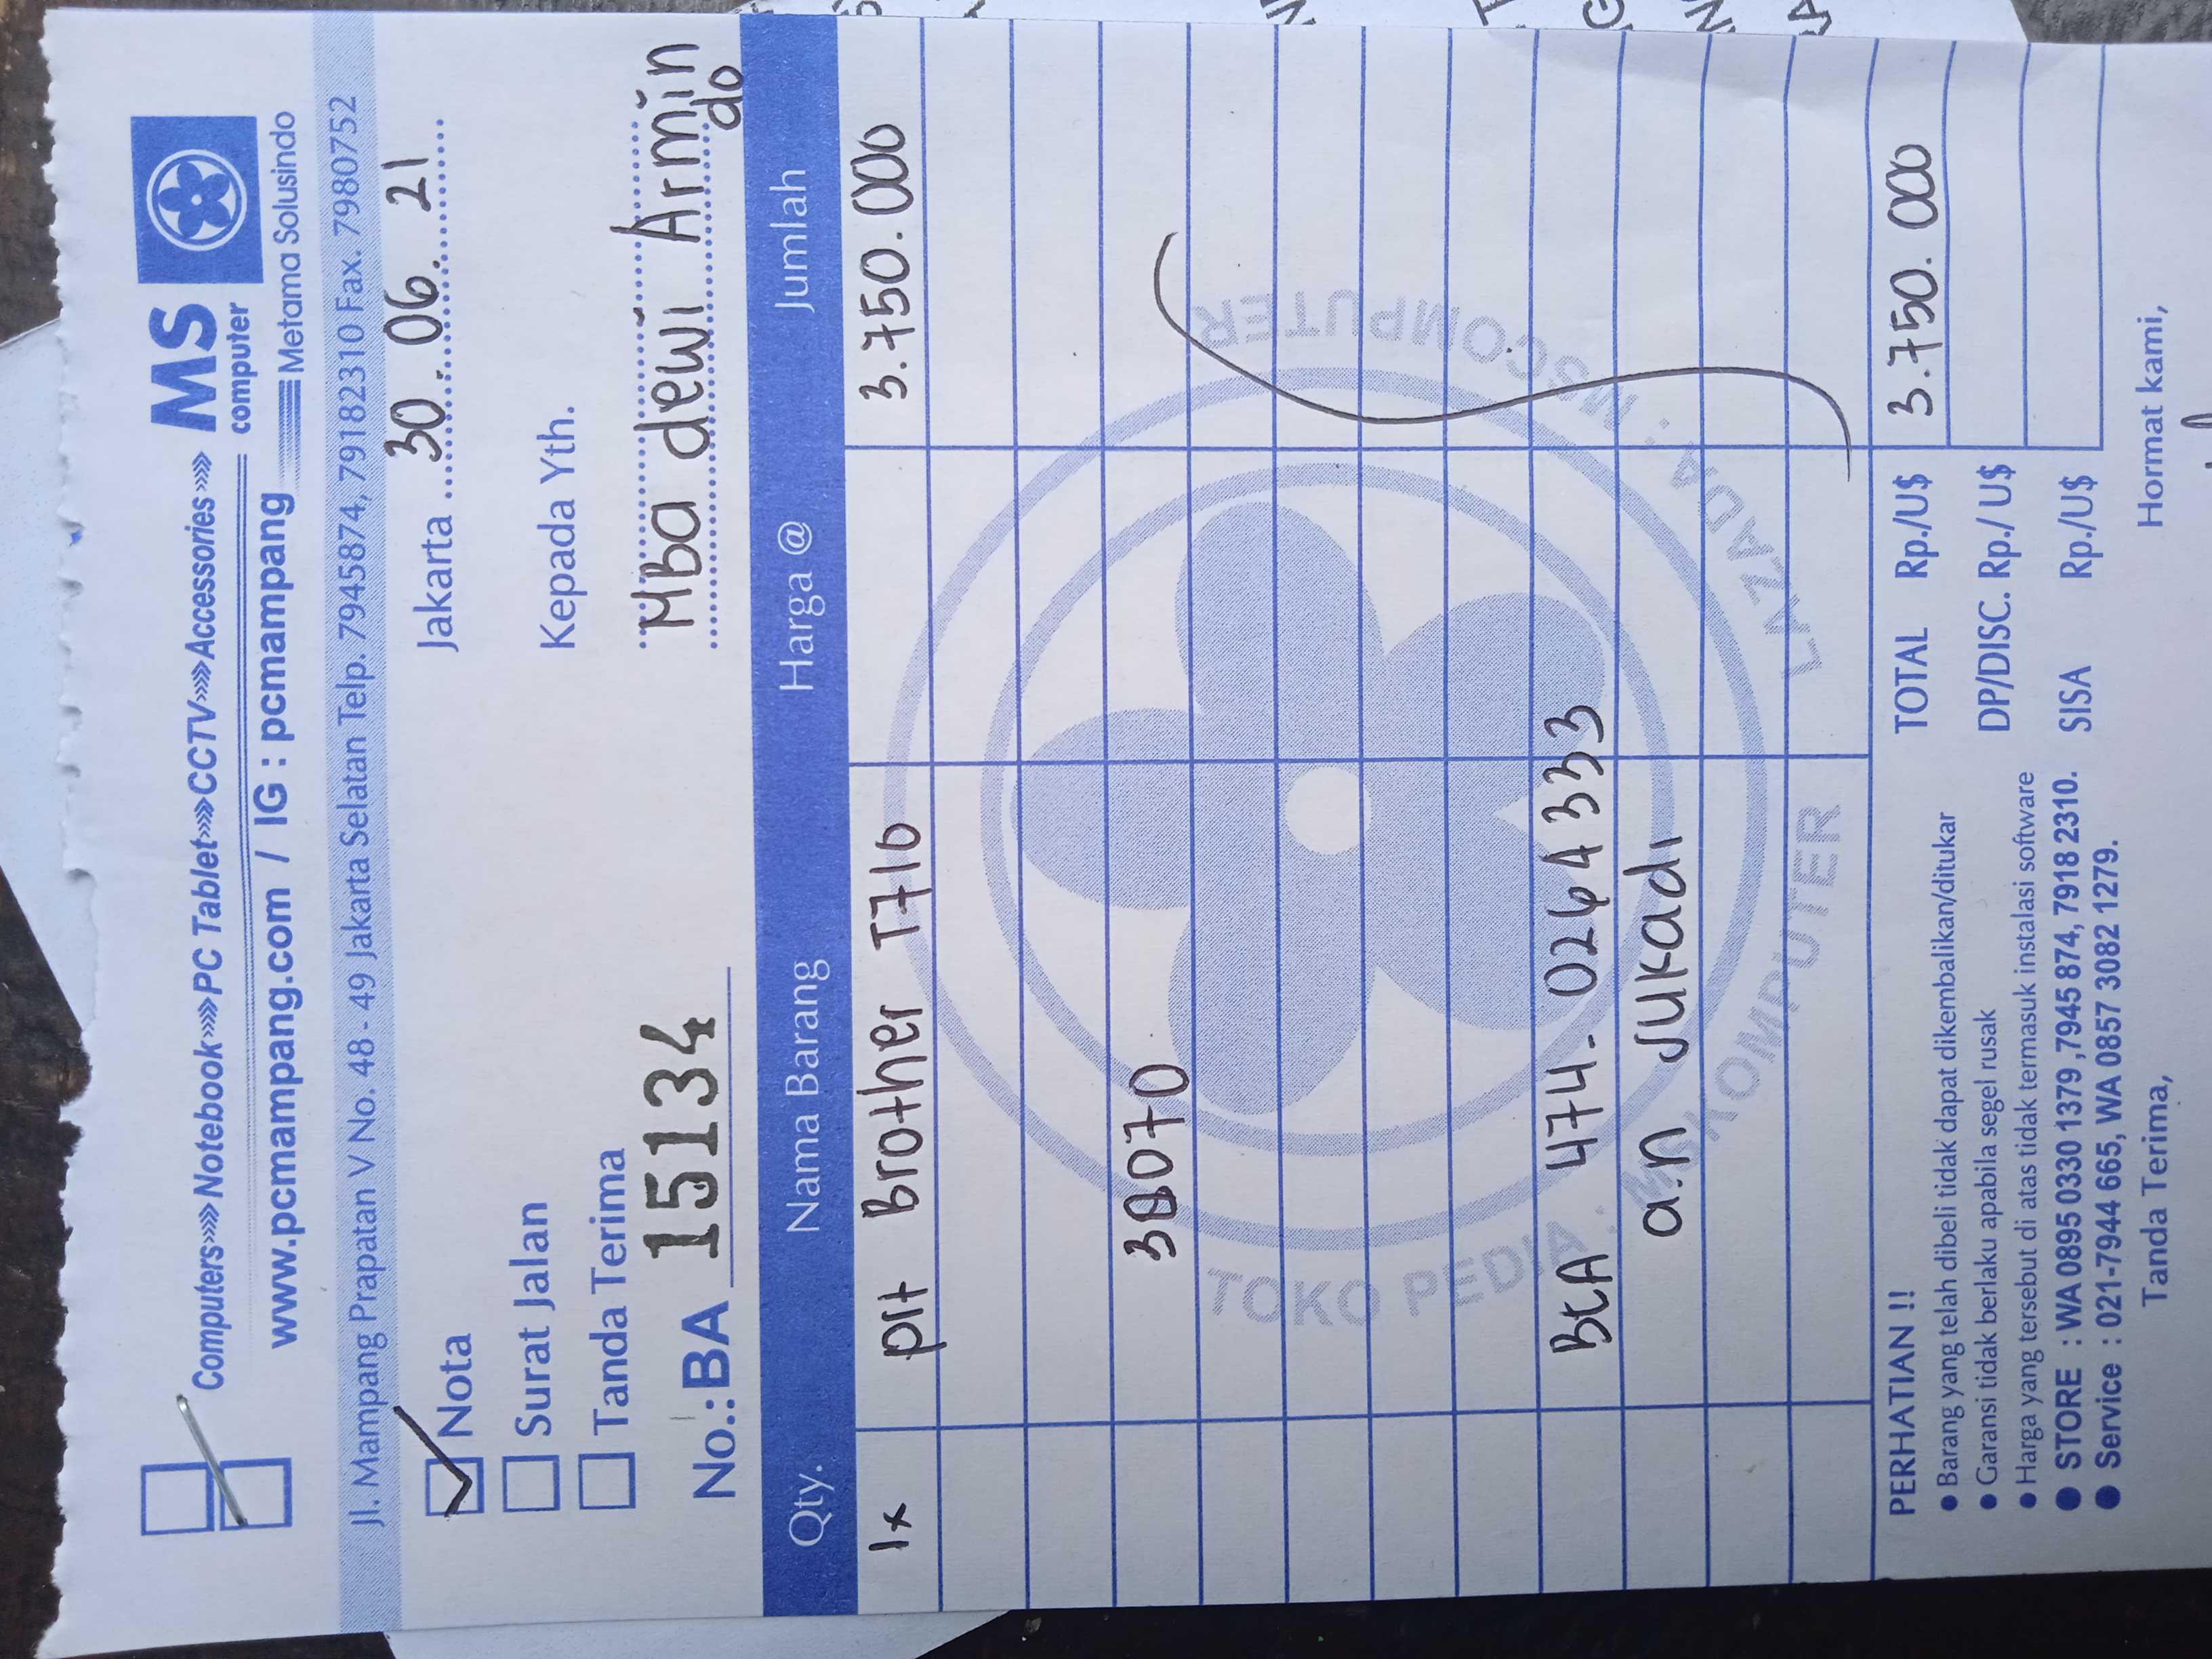 Computers»»Notebook»»PC Tablet»»CCTV»»Accessories»»
MS
computer
www.pcmampang.com / IG : pcmampang
Metama Solusindo
Jl. Mampang Prapatan V No. 48 - 49 Jakarta Selatan Telp. 7945874, 79182310 Fax. 79807752
Nota
Surat Jalan
Tanda Terima
No.: BA 15134
Jakarta 30. 06. 21
Kepada Yth.
Mba dewi Armin
do
Qty. Nama Barang Harga @ Jumlah
1x prt Brother T710 3.750.000
BCA 474. 0264333
a.n sukadi
TOKO PEDIA : MSKOMPUTER
LAZADA : MSCOMPUTER
PERHATIAN !!
• Barang yang telah dibeli tidak dapat dikembalikan/ditukar
• Garansi tidak berlaku apabila segel rusak
• Harga yang tersebut di atas tidak termasuk instalasi software
● STORE : WA 0895 0330 1379 ,7945 874, 7918 2310.
● Service : 021-7944 665, WA 0857 3082 1279.
TOTAL Rp./U$ 3.750.000
DP/DISC. Rp./ U$
SISA Rp./U$
Tanda Terima,
Hormat kami,